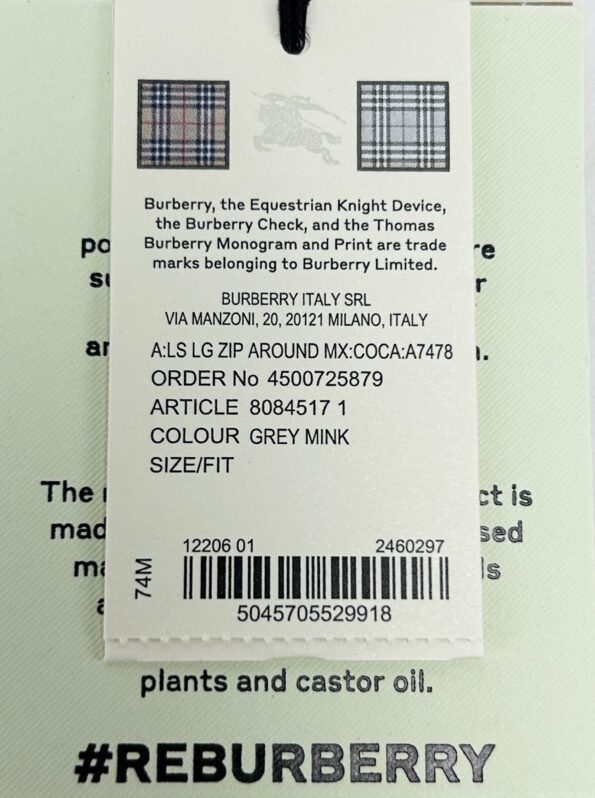 Burberry, the Equestrian Knight Device,
the Burberry Check, and the Thomas
Burberry Monogram and Print are trade
marks belonging to Burberry Limited.
BURBERRY ITALY SRL
VIA MANZONI, 20, 20121 MILANO, ITALY
A:LS LG ZIP AROUND MX:COCA:A7478
ORDER No 4500725879
ARTICLE 8084517 1
COLOUR GREY MINK
SIZE/FIT
12206 01 2460297
74M
5045705529918
The
is
plants and castor oil.
#REBURBERRY